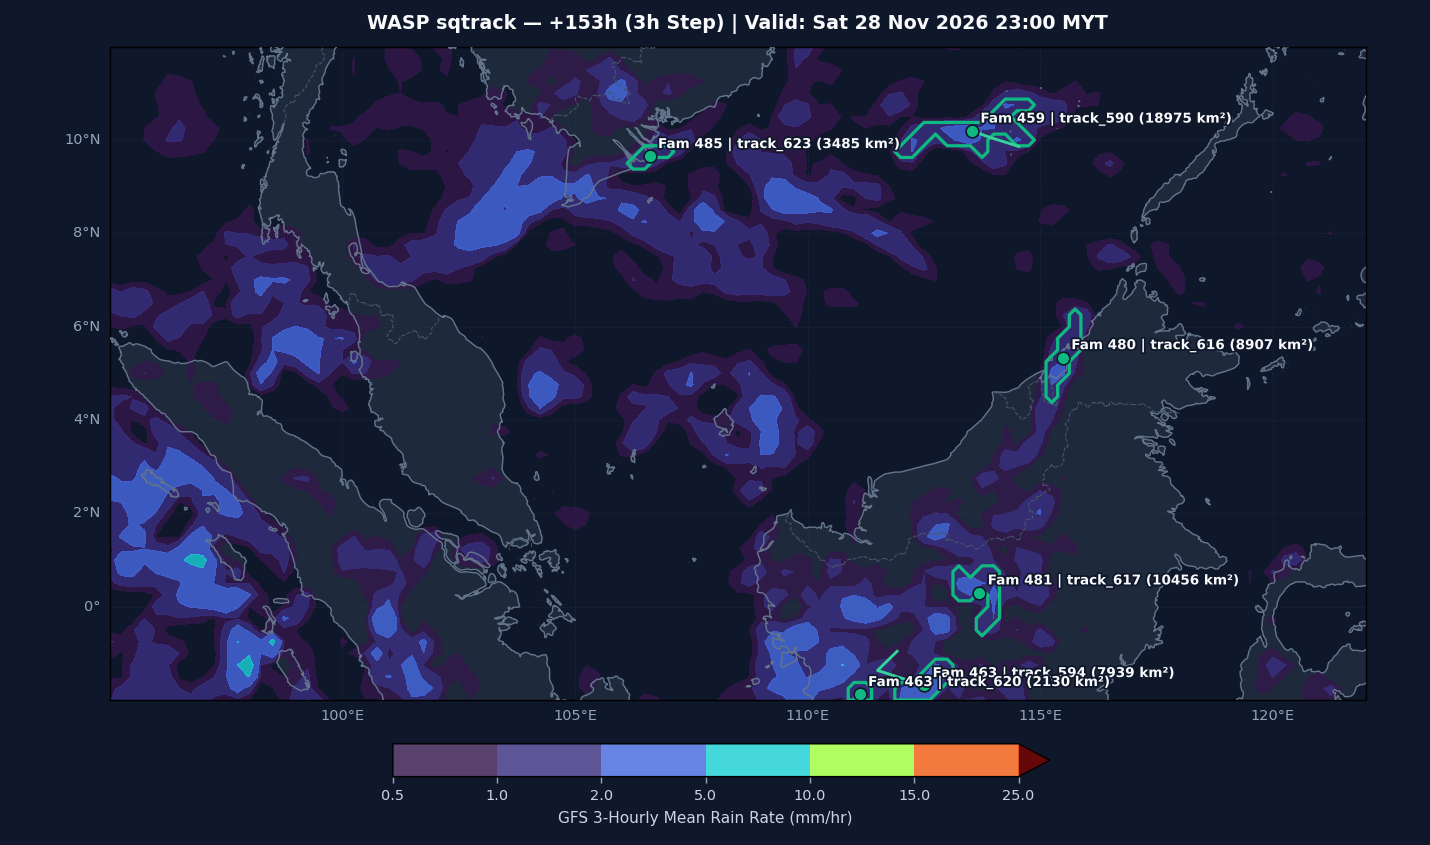 WASP sqtrack — +153h (3h Step) | Valid: Sat 28 Nov 2026 23:00 MYT
10°N
8°N
6°N
4°N
2°N
0°
Fam 459 | track_590 (18975 km²)
Fam 485 | track_623 (3485 km²)
Fam 480 | track_616 (8907 km²)
Fam 481 | track_617 (10456 km²)
Fam 463 | track_594 (7939 km²)
Fam 463 | track_620 (2130 km²)
100°E
105°E
110°E
115°E
120°E
0.5
1.0
2.0
5.0
10.0
15.0
25.0
GFS 3-Hourly Mean Rain Rate (mm/hr)